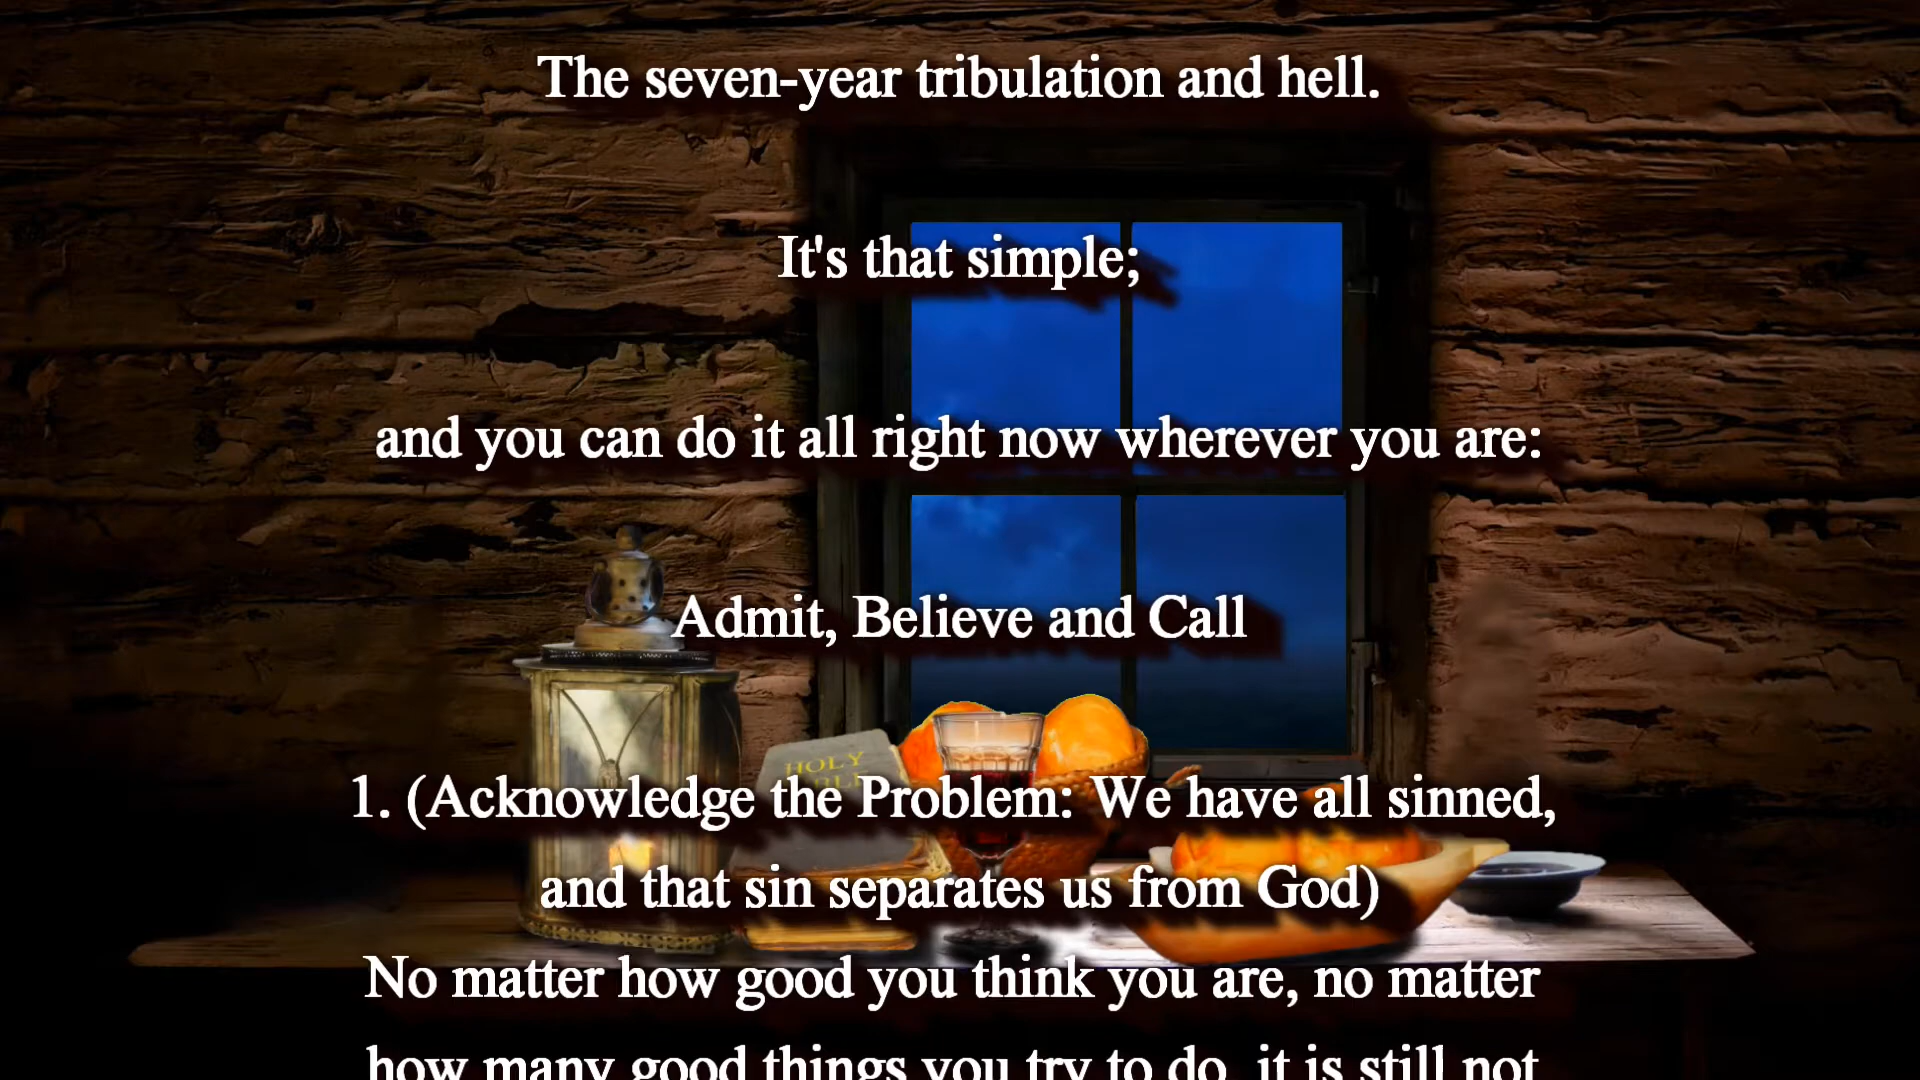 The seven-year tribulation and hell.
It's that simple;
and you can do it all right now wherever you are:
Admit, Believe and Call
HOLY
1. (Acknowledge the Problem: We have all sinned,
and that sin separates us from God)
No matter how good you think you are, no matter
how many good things you try to do, it is still not